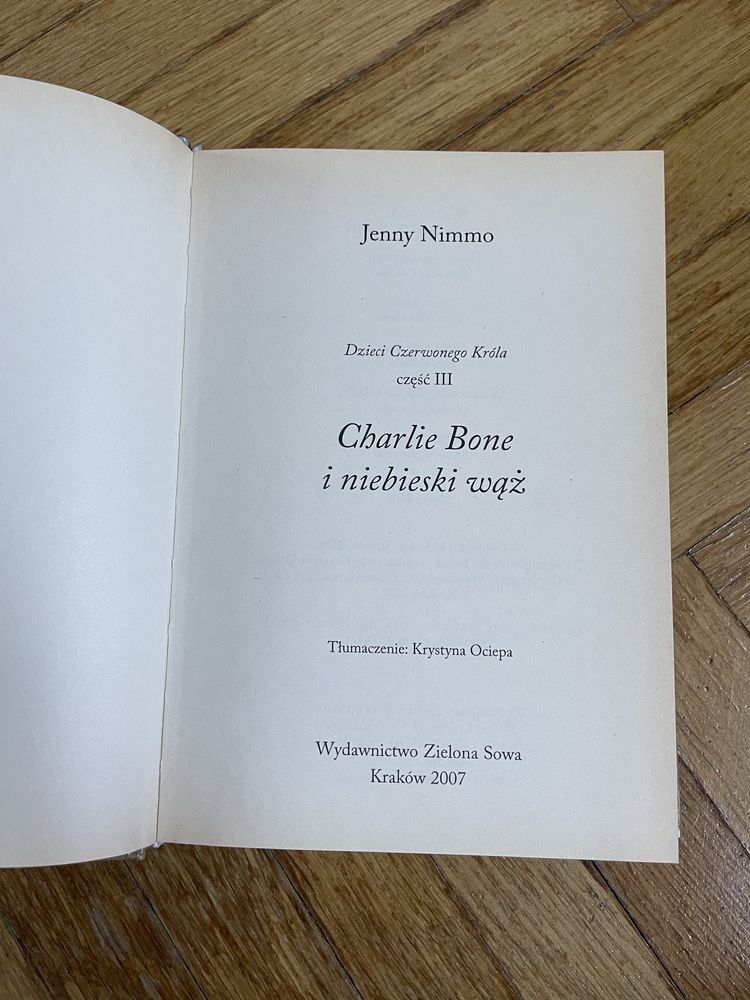 Jenny Nimmo
Dzieci Czerwonego Króla
część III
Charlie Bone
i niebieski wąż
Tłumaczenie: Krystyna Ociepa
Wydawnictwo Zielona Sowa
Kraków 2007